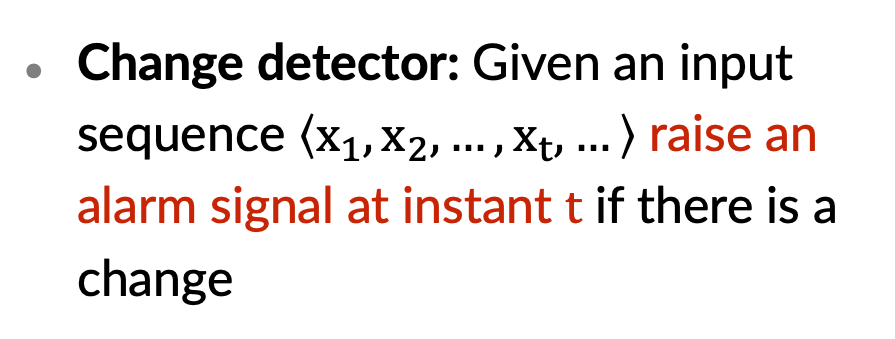 • Change detector: Given an input
sequence ⟨x₁, x₂, … , xₜ, … ⟩ raise an
alarm signal at instant t if there is a
change